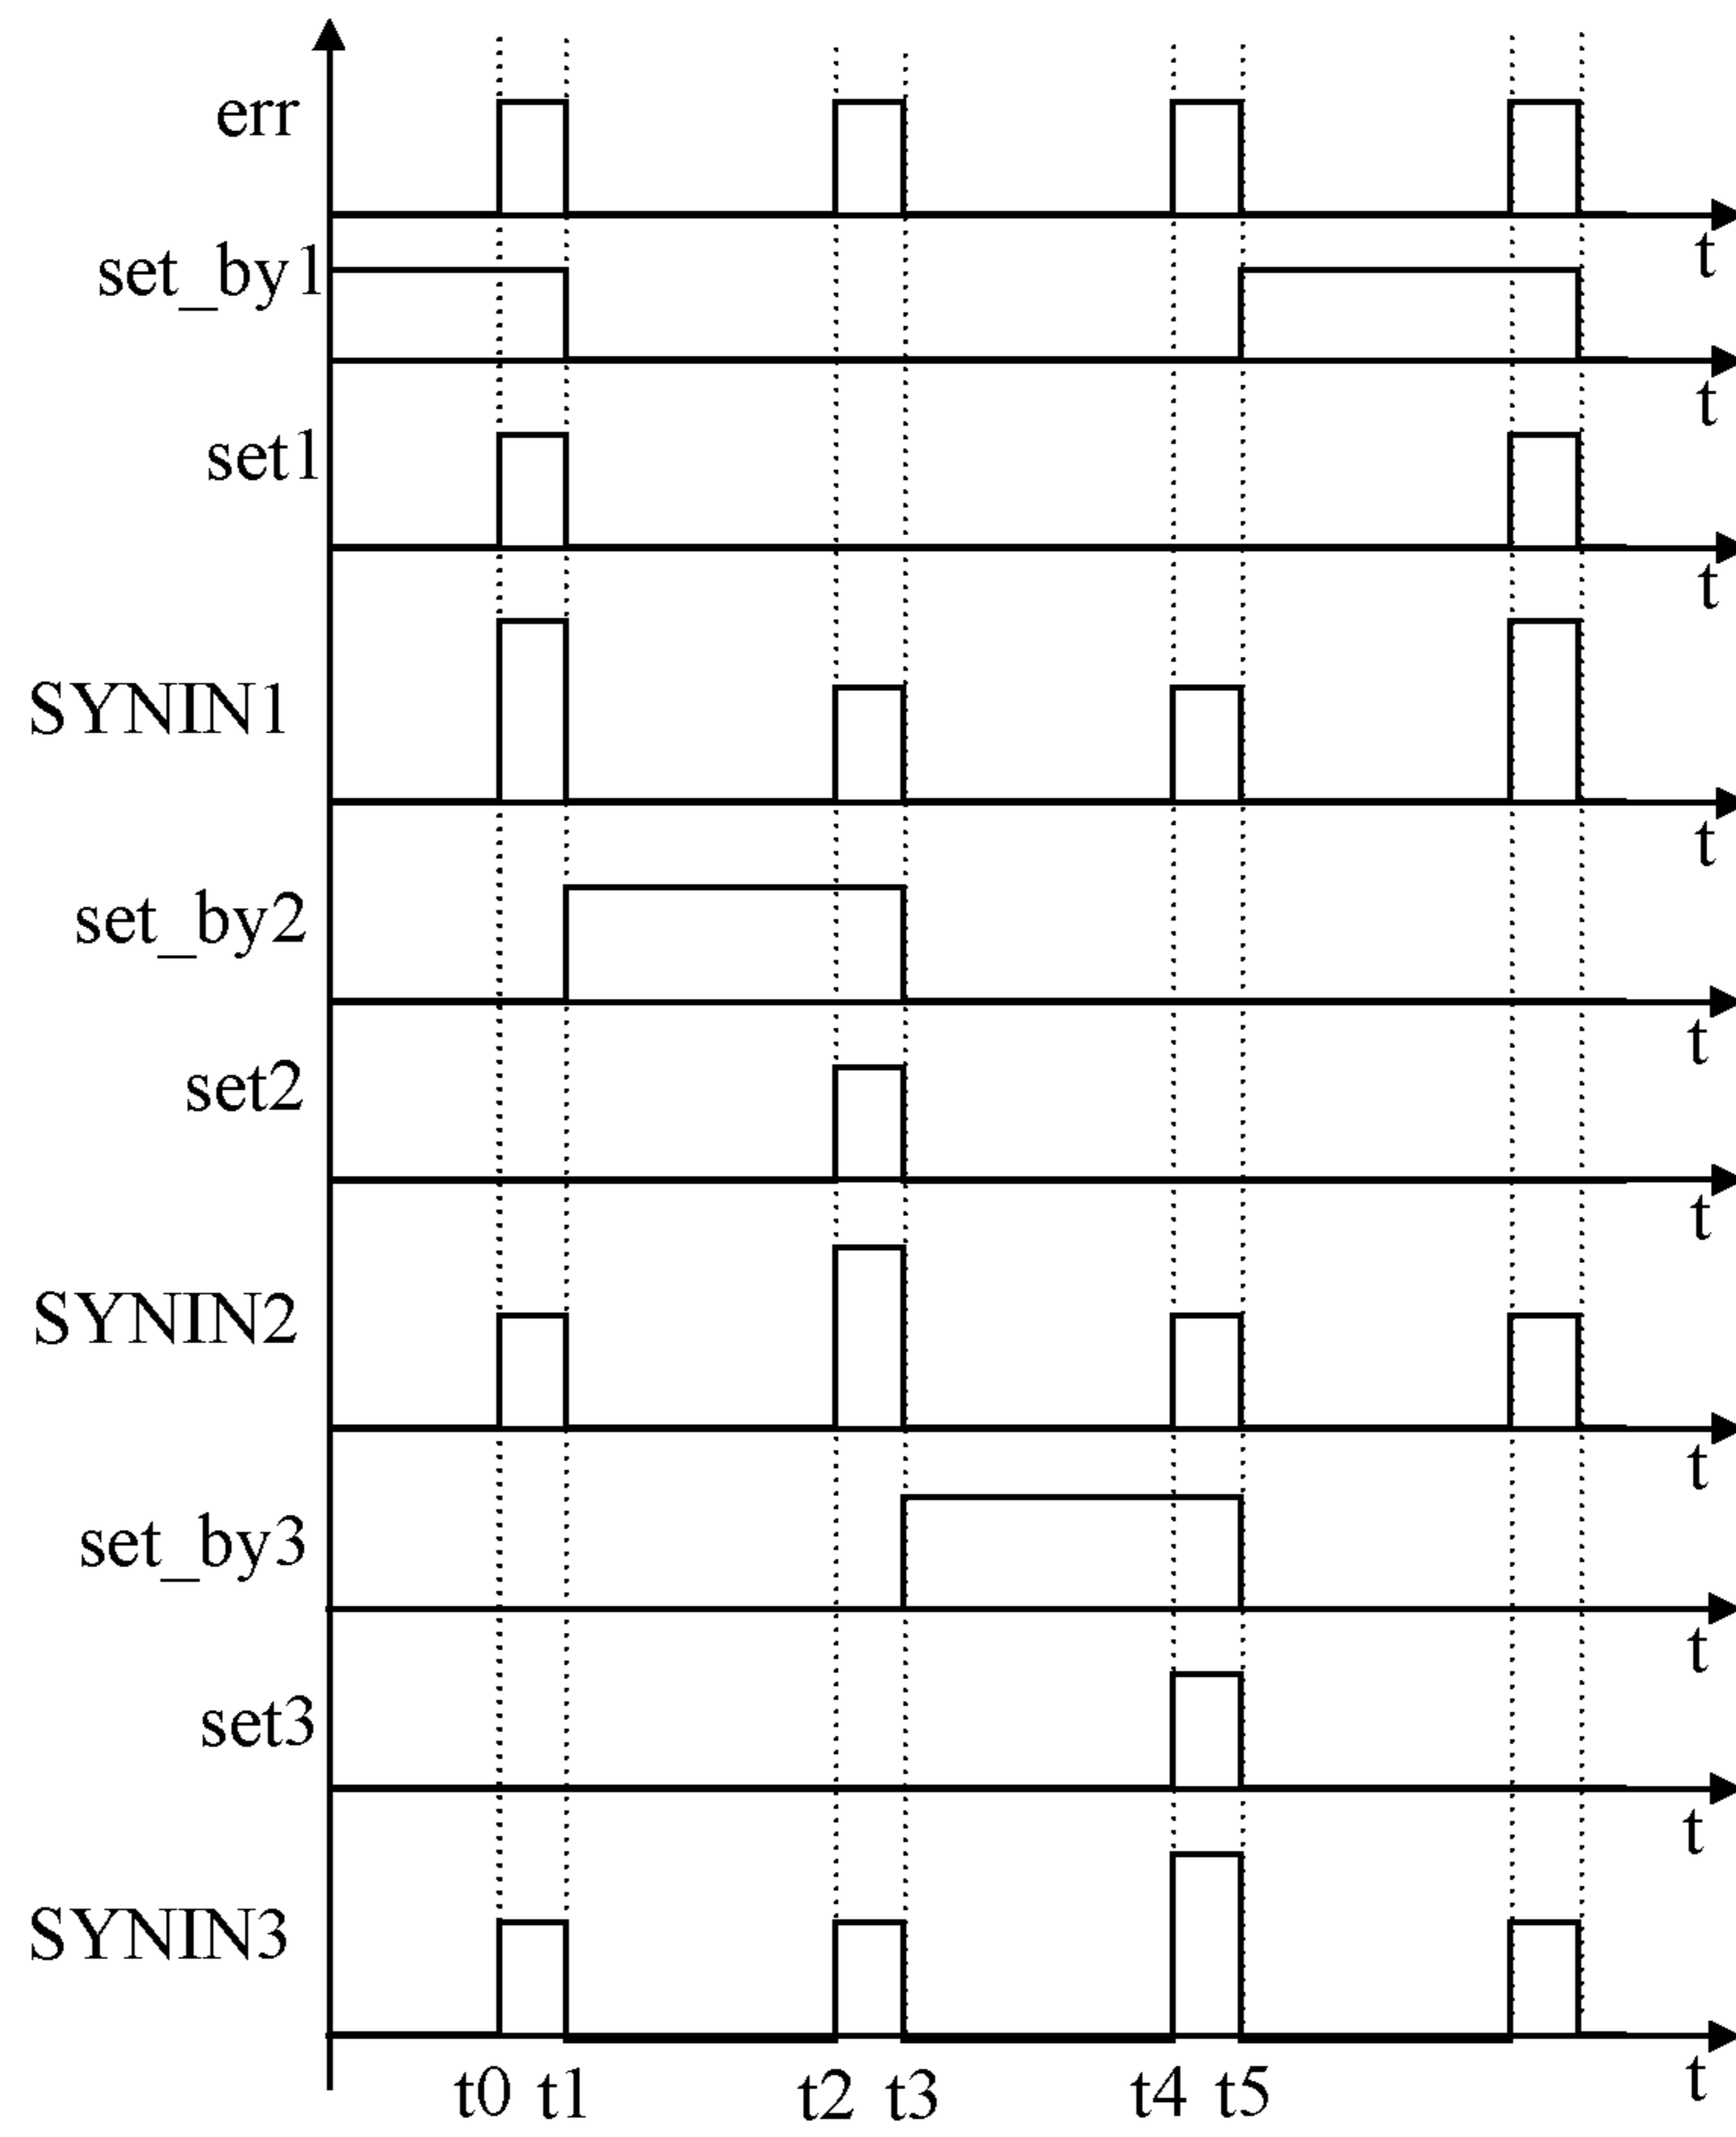 err
t
set_by1
t
set1
t
SYNIN1
t
set_by2
t
set2
t
SYNIN2
t
set_by3
t
set3
t
SYNIN3
t0 t1 t2 t3 t4 t5 t